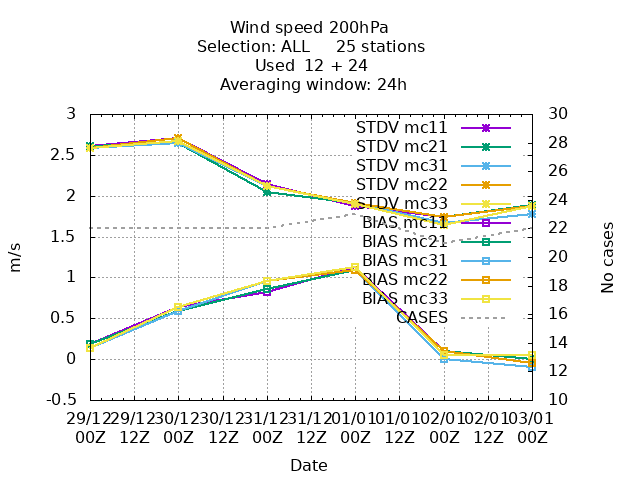 Wind speed 200hPa
Selection: ALL 25 stations
Used 12 + 24
Averaging window: 24h
3
2.5
2
1.5
1
0.5
0
-0.5
m/s
30
28
26
24
22
20
18
16
14
12
10
No cases
STDV mc11
STDV mc21
STDV mc31
STDV mc22
STDV mc33
BIAS mc11
BIAS mc21
BIAS mc31
BIAS mc22
BIAS mc33
CASES
29/12 29/12 30/12 30/12 31/12 31/12 01/01 01/01 02/01 02/01 03/01
00Z 12Z 00Z 12Z 00Z 12Z 00Z 12Z 00Z 12Z 00Z
Date